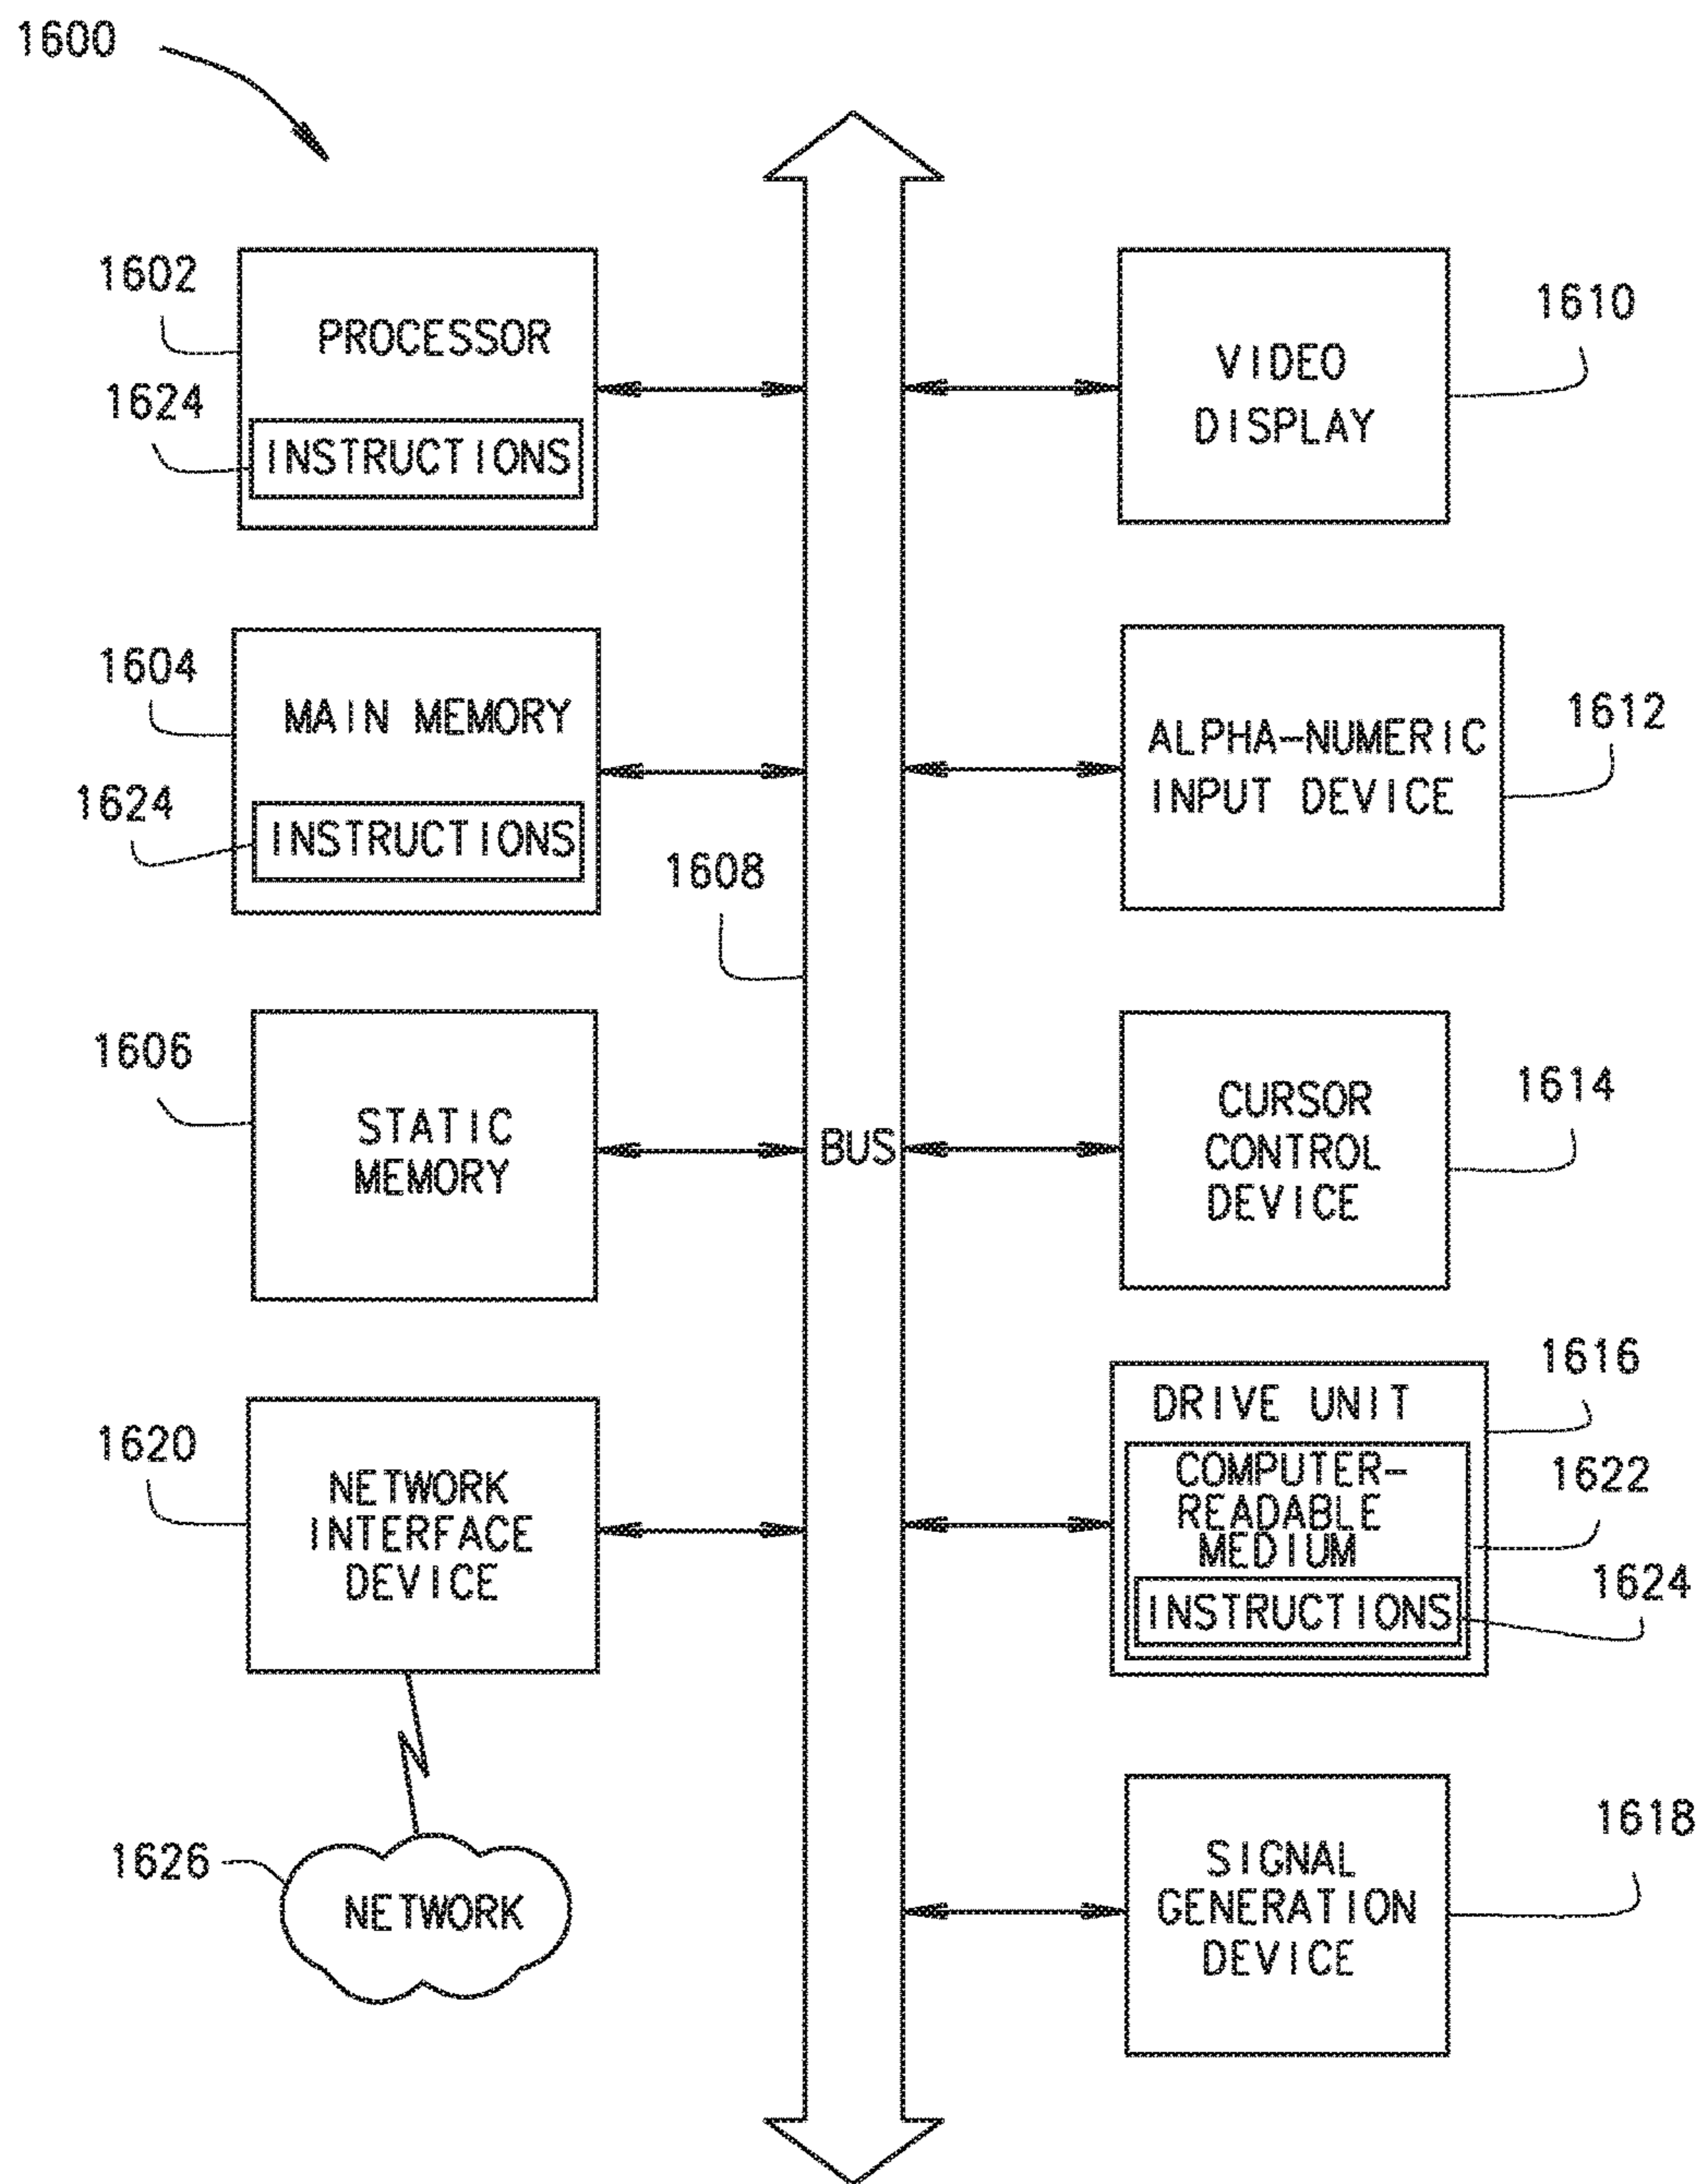 1600
1602
PROCESSOR
1624
INSTRUCTIONS
1604
MAIN MEMORY
1624
INSTRUCTIONS
1608
1606
STATIC
MEMORY
1620
NETWORK
INTERFACE
DEVICE
1626
NETWORK
BUS
1610
VIDEO
DISPLAY
1612
ALPHA-NUMERIC
INPUT DEVICE
1614
CURSOR
CONTROL
DEVICE
1616
DRIVE UNIT
1622
COMPUTER-
READABLE
MEDIUM
1624
INSTRUCTIONS
1618
SIGNAL
GENERATION
DEVICE